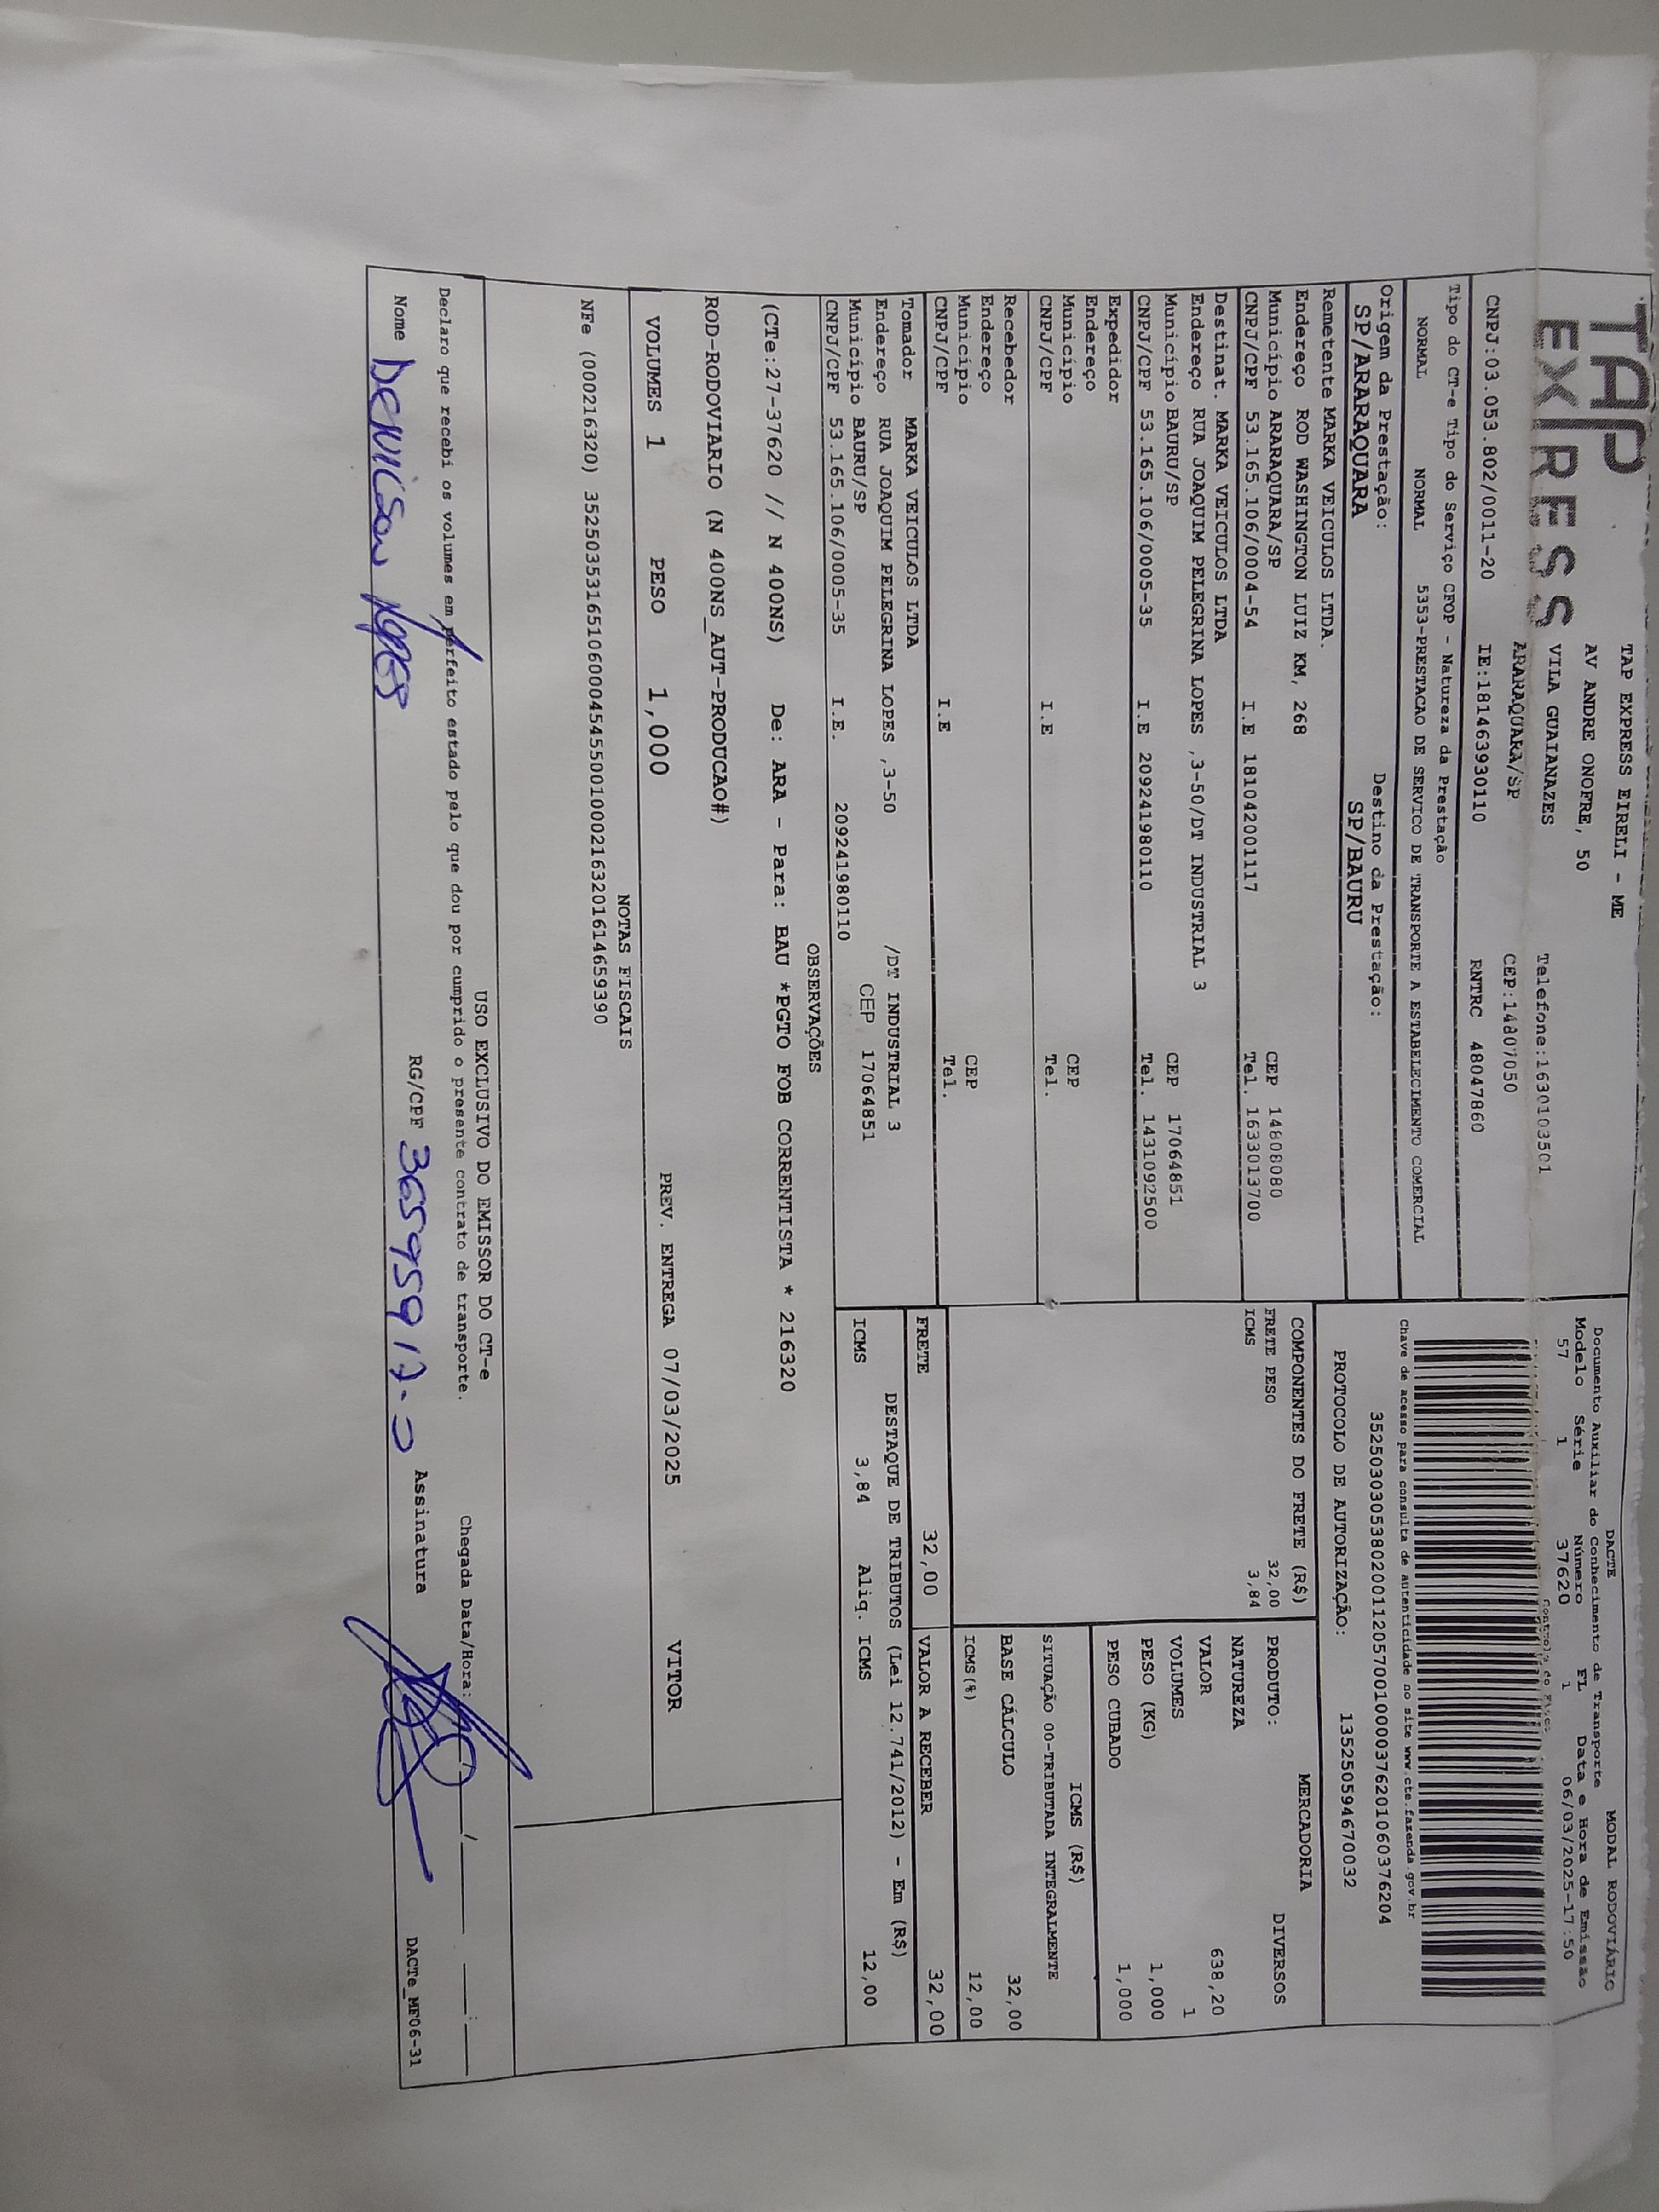 TAP
EXPRESS
TAP EXPRESS EIRELI - ME
AV ANDRE ONOFRE, 50
VILA GUAIANAZES
Telefone:1630103501
ARARAQUARA/SP
CEP:14807050
CNPJ:03.053.802/0011-20 IE:181463930110 RNTRC 48047860
DACTE MODAL RODOVIÁRIO
Documento Auxiliar do Conhecimento de Transporte
Modelo Série Número FL Data e Hora de Emissão
57 1 37620 1 06/03/2025-17:50
Chave de acesso para consulta de autenticidade no site www.cte.fazenda.gov.br
35250303053802001120570010000376201060376204
PROTOCOLO DE AUTORIZAÇÃO: 135250594670032
Tipo do CT-e Tipo do Serviço CFOP - Natureza da Prestação
NORMAL NORMAL 5353-PRESTACAO DE SERVICO DE TRANSPORTE A ESTABELECIMENTO COMERCIAL
Origem da Prestação: Destino da Prestação:
SP/ARARAQUARA SP/BAURU
Remetente MARKA VEICULOS LTDA.
Endereço ROD WASHINGTON LUIZ KM, 268
Município ARARAQUARA/SP CEP 14808080
CNPJ/CPF 53.165.106/0004-54 I.E 181042001117 Tel. 1633013700
Destinat. MARKA VEICULOS LTDA
Endereço RUA JOAQUIM PELEGRINA LOPES ,3-50/DT INDUSTRIAL 3
Município BAURU/SP CEP 17064851
CNPJ/CPF 53.165.106/0005-35 I.E 209241980110 Tel. 1431092500
Expedidor
Endereço
Município CEP
CNPJ/CPF I.E Tel.
Recebedor
Endereço
Município CEP
CNPJ/CPF I.E Tel.
Tomador MARKA VEICULOS LTDA
Endereço RUA JOAQUIM PELEGRINA LOPES ,3-50 /DT INDUSTRIAL 3
Município BAURU/SP CEP 17064851
CNPJ/CPF 53.165.106/0005-35 I.E. 209241980110
COMPONENTES DO FRETE (R$)
FRETE PESO 32,00
ICMS 3,84
MERCADORIA
PRODUTO: DIVERSOS
NATUREZA
VALOR 638,20
VOLUMES 1
PESO (KG) 1,000
PESO CUBADO 1,000
ICMS (R$)
SITUAÇÃO 00-TRIBUTADA INTEGRALMENTE
BASE CÁLCULO 32,00
ICMS(%) 12,00
FRETE 32,00 VALOR A RECEBER 32,00
DESTAQUE DE TRIBUTOS (Lei 12.741/2012) - Em (R$)
ICMS 3,84 Aliq. ICMS 12,00
OBSERVAÇÕES
(CTe:27-37620 // N 400NS) De: ARA - Para: BAU *PGTO FOB CORRENTISTA * 216320
ROD-RODOVIARIO (N 400NS_AUT-PRODUCAO#)
VOLUMES 1 PESO 1,000 PREV. ENTREGA 07/03/2025 VITOR
NOTAS FISCAIS
NFe (000216320) 35250353165106000454550010002163201614659390
USO EXCLUSIVO DO EMISSOR DO CT-e
Declaro que recebi os volumes em perfeito estado pelo que dou por cumprido o presente contrato de transporte. Chegada Data/Hora:
Nome RG/CPF Assinatura DACTe_MF06-31